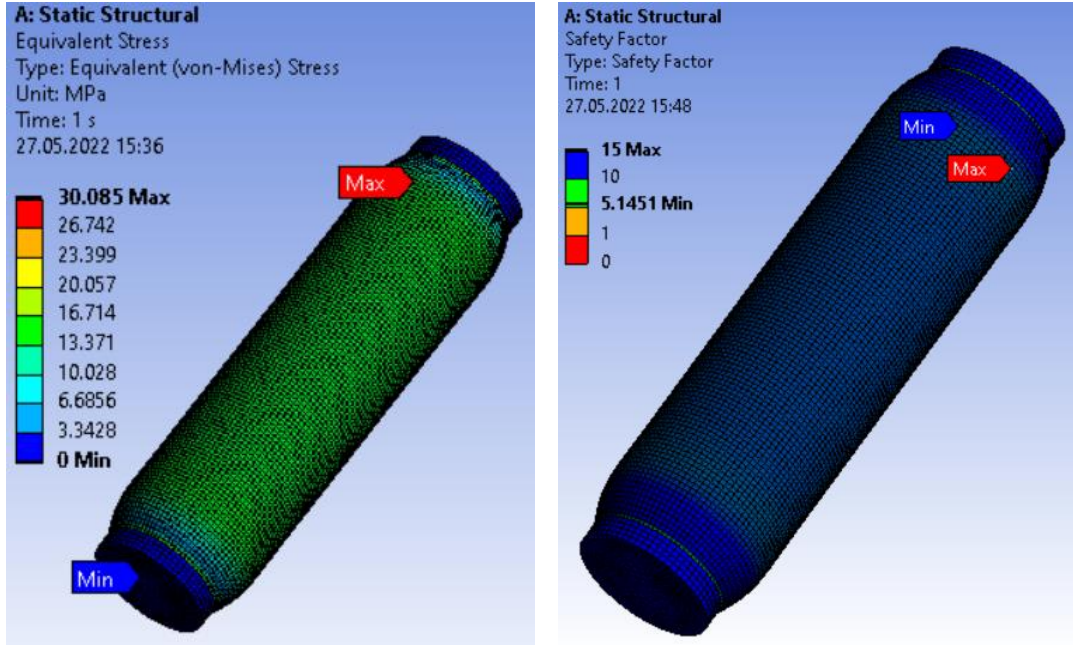 A: Static Structural
Equivalent Stress
Type: Equivalent (von-Mises) Stress
Unit: MPa
Time: 1 s
27.05.2022 15:36
30.085 Max
26.742
23.399
20.057
16.714
13.371
10.028
6.6856
3.3428
0 Min
Max
Min
A: Static Structural
Safety Factor
Type: Safety Factor
Time: 1
27.05.2022 15:48
15 Max
10
5.1451 Min
1
0
Min
Max